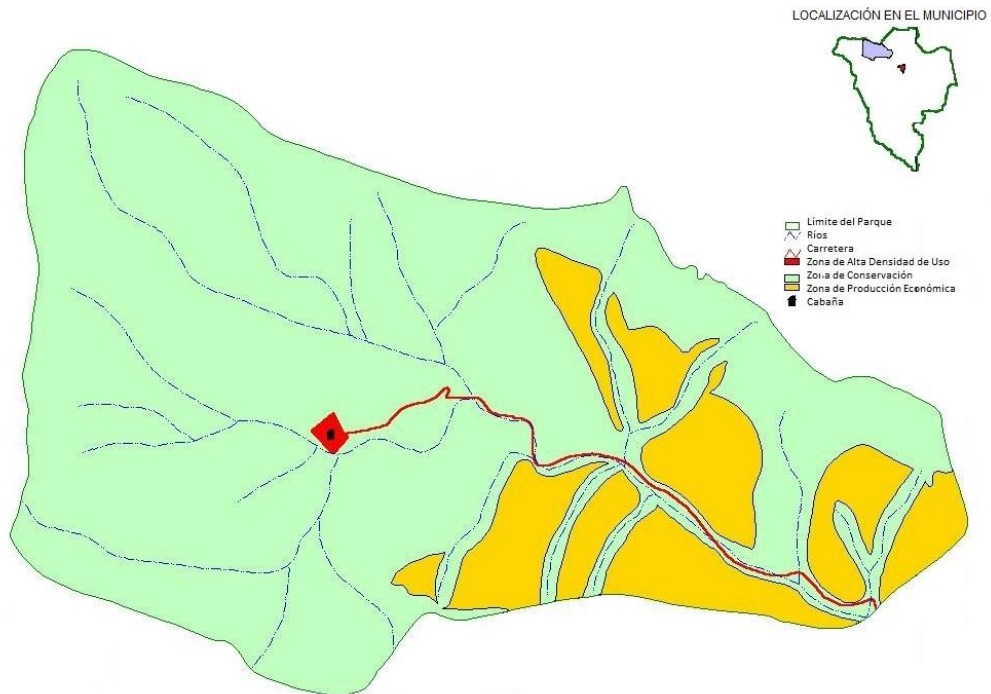 LOCALIZACIÓN EN EL MUNICIPIO
Límite del Parque
Ríos
Carretera
Zona de Alta Densidad de Uso
Zona de Conservación
Zona de Producción Económica
Cabaña